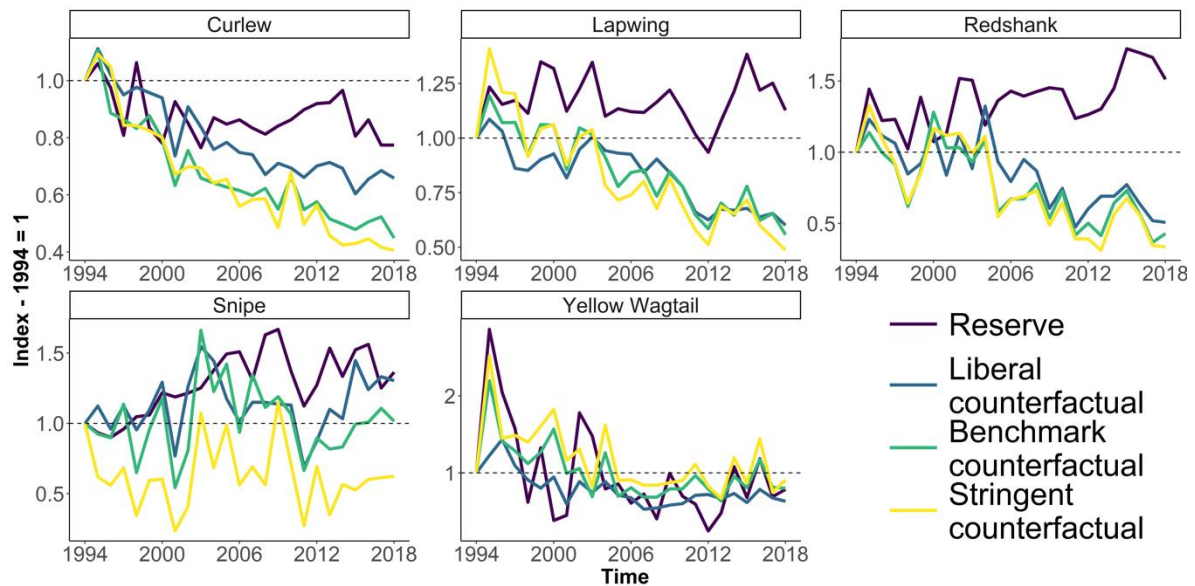 Curlew
Lapwing
Redshank
1.0
0.8
0.6
0.4
1.25
1.00
0.75
0.50
1.5
1.0
0.5
1994 2000 2006 2012 2018
1994 2000 2006 2012 2018
1994 2000 2006 2012 2018
Index - 1994 = 1
Snipe
Yellow Wagtail
1.5
1.0
0.5
2
1
1994 2000 2006 2012 2018
1994 2000 2006 2012 2018
Time
Reserve
Liberal
counterfactual
Benchmark
counterfactual
Stringent
counterfactual